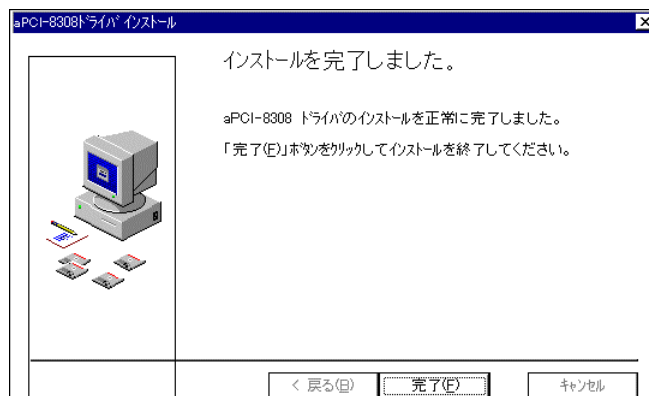 aPCI-8308ﾄﾞﾗｲﾊﾞ ｲﾝｽﾄｰﾙ
ｲﾝｽﾄｰﾙを完了しました。
aPCI-8308 ﾄﾞﾗｲﾊﾞのｲﾝｽﾄｰﾙを正常に完了しました。
「完了(F)」ﾎﾞﾀﾝをｸﾘｯｸしてｲﾝｽﾄｰﾙを終了してください。
< 戻る(B)
完了(F)
ｷｬﾝｾﾙ